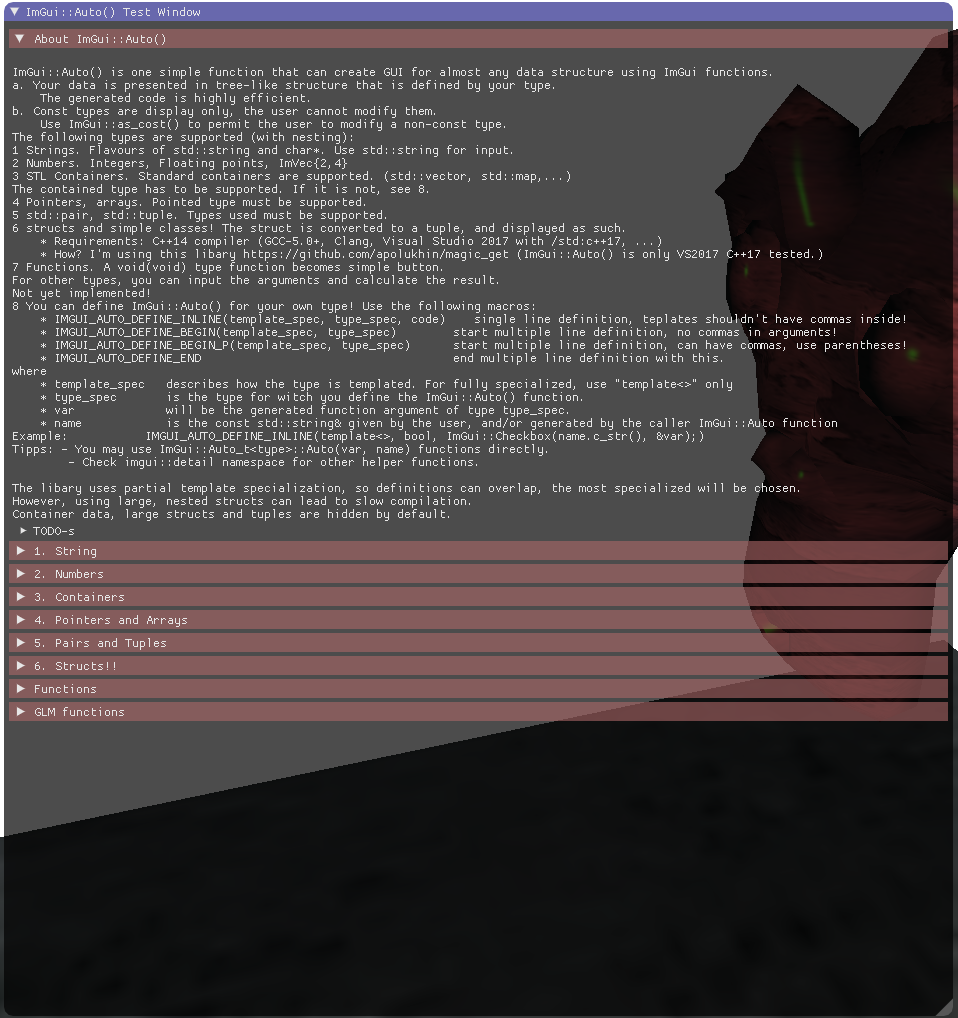 ImGui::Auto() Test Window
About ImGui::Auto()
ImGui::Auto() is one simple function that can create GUI for almost any data structure using ImGui functions.
a. Your data is presented in tree-like structure that is defined by your type.
The generated code is highly efficient.
b. Const types are display only, the user cannot modify them.
Use ImGui::as_cost() to permit the user to modify a non-const type.
The following types are supported (with nesting):
1 Strings. Flavours of std::string and char*. Use std::string for input.
2 Numbers. Integers, Floating points, ImVec{2,4}
3 STL Containers. Standard containers are supported. (std::vector, std::map,...)
The contained type has to be supported. If it is not, see 8.
4 Pointers, arrays. Pointed type must be supported.
5 std::pair, std::tuple. Types used must be supported.
6 structs and simple classes! The struct is converted to a tuple, and displayed as such.
* Requirements: C++14 compiler (GCC-5.0+, Clang, Visual Studio 2017 with /std:c++17, ...)
* How? I'm using this libary https://github.com/apolukhin/magic_get (ImGui::Auto() is only VS2017 C++17 tested.)
7 Functions. A void(void) type function becomes simple button.
For other types, you can input the arguments and calculate the result.
Not yet implemented!
8 You can define ImGui::Auto() for your own type! Use the following macros:
* IMGUI_AUTO_DEFINE_INLINE(template_spec, type_spec, code) single line definition, teplates shouldn't have commas inside!
* IMGUI_AUTO_DEFINE_BEGIN(template_spec, type_spec) start multiple line definition, no commas in arguments!
* IMGUI_AUTO_DEFINE_BEGIN_P(template_spec, type_spec) start multiple line definition, can have commas, use parentheses!
* IMGUI_AUTO_DEFINE_END end multiple line definition with this.
where
* template_spec describes how the type is templated. For fully specialized, use "template<>" only
* type_spec is the type for witch you define the ImGui::Auto() function.
* var will be the generated function argument of type type_spec.
* name is the const std::string& given by the user, and/or generated by the caller ImGui::Auto function
Example: IMGUI_AUTO_DEFINE_INLINE(template<>, bool, ImGui::Checkbox(name.c_str(), &var);)
Tipps: - You may use ImGui::Auto_t<type>::Auto(var, name) functions directly.
- Check imgui::detail namespace for other helper functions.
The libary uses partial template specialization, so definitions can overlap, the most specialized will be chosen.
However, using large, nested structs can lead to slow compilation.
Container data, large structs and tuples are hidden by default.
TODO-s
1. String
2. Numbers
3. Containers
4. Pointers and Arrays
5. Pairs and Tuples
6. Structs!!
Functions
GLM functions